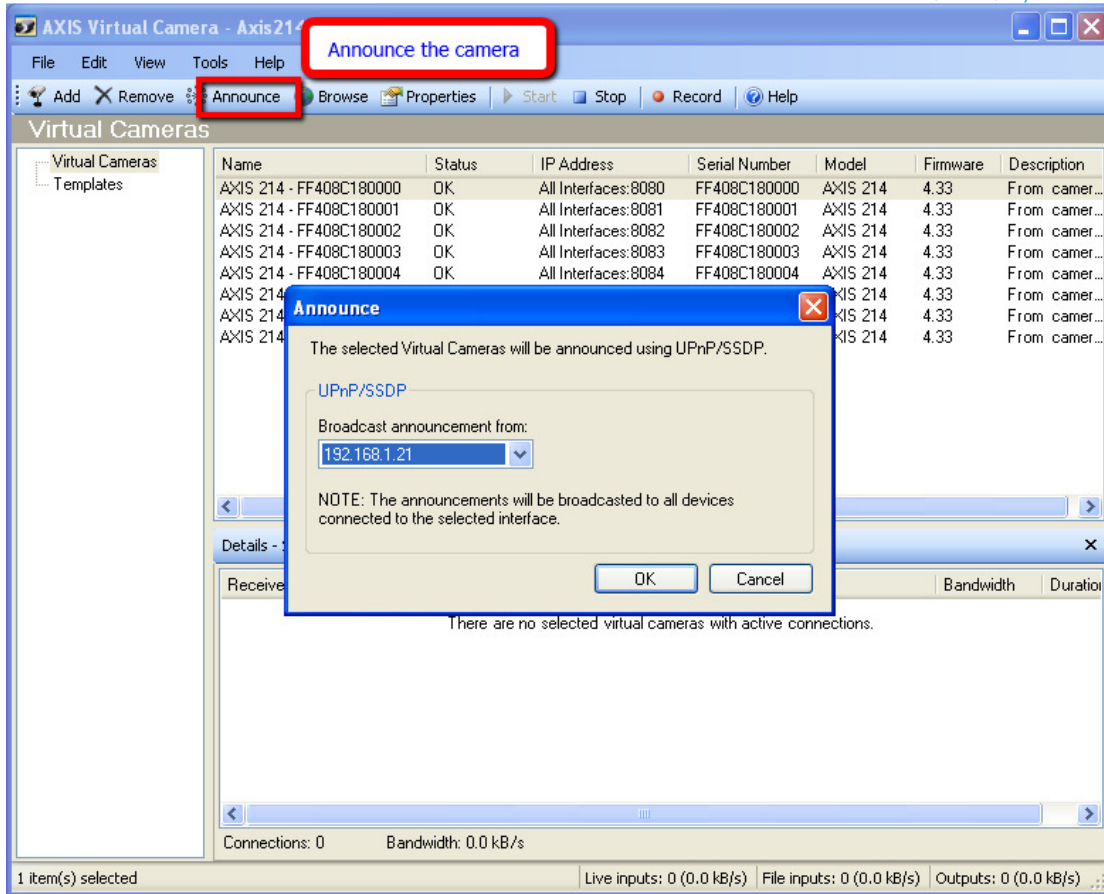 AXIS Virtual Camera - Axis214
Announce the camera
File Edit View Tools Help
Add Remove Announce Browse Properties Start Stop Record Help
Virtual Cameras
Virtual Cameras
Templates
Name Status IP Address Serial Number Model Firmware Description
AXIS 214 - FF408C180000 OK All Interfaces:8080 FF408C180000 AXIS 214 4.33 From camer...
AXIS 214 - FF408C180001 OK All Interfaces:8081 FF408C180001 AXIS 214 4.33 From camer...
AXIS 214 - FF408C180002 OK All Interfaces:8082 FF408C180002 AXIS 214 4.33 From camer...
AXIS 214 - FF408C180003 OK All Interfaces:8083 FF408C180003 AXIS 214 4.33 From camer...
AXIS 214 - FF408C180004 OK All Interfaces:8084 FF408C180004 AXIS 214 4.33 From camer...
AXIS 214 AXIS 214 4.33 From camer...
AXIS 214 AXIS 214 4.33 From camer...
AXIS 214 AXIS 214 4.33 From camer...
Announce
The selected Virtual Cameras will be announced using UPnP/SSDP.
UPnP/SSDP
Broadcast announcement from:
192.168.1.21
NOTE: The announcements will be broadcasted to all devices
connected to the selected interface.
OK Cancel
Details -
Receive Bandwidth Duration
There are no selected virtual cameras with active connections.
Connections: 0 Bandwidth: 0.0 kB/s
1 item(s) selected Live inputs: 0 (0.0 kB/s) File inputs: 0 (0.0 kB/s) Outputs: 0 (0.0 kB/s)